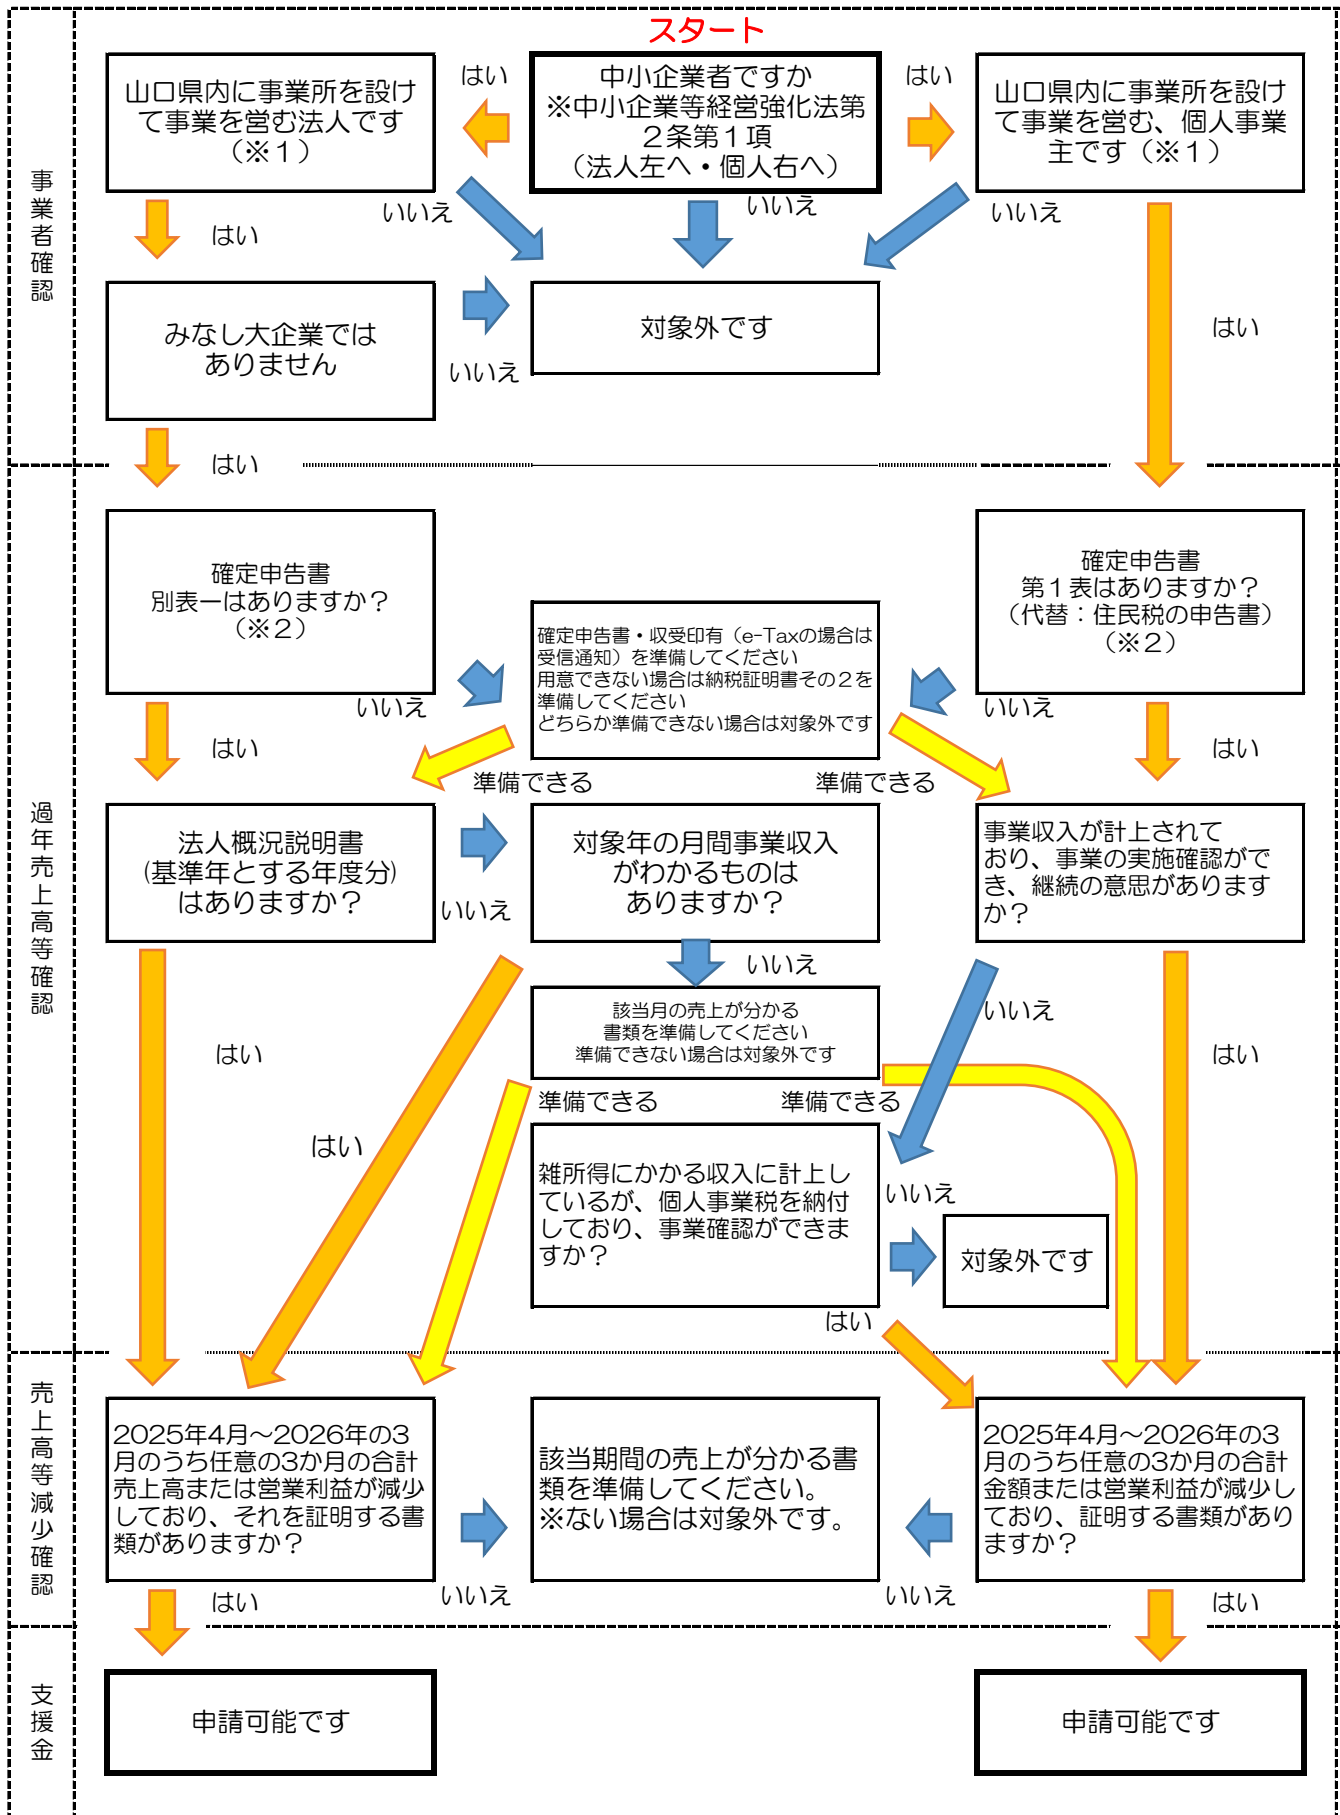 スタート
事業者確認
はい
はい
山口県内に事業所を設け
て事業を営む法人です
（※１）
中小企業者ですか
※中小企業等経営強化法第
２条第１項
（法人左へ・個人右へ）
山口県内に事業所を設け
て事業を営む、個人事業
主です（※１）
いいえ
いいえ
いいえ
はい
みなし大企業では
ありません
いいえ
対象外です
はい
はい
過年売上高等確認
確定申告書
別表一はありますか？
（※２）
確定申告書・収受印有（e-Taxの場合は
受信通知）を準備してください
用意できない場合は納税証明書その２を
準備してください
どちらか準備できない場合は対象外です
確定申告書
第１表はありますか？
（代替：住民税の申告書）
（※２）
いいえ
いいえ
はい
はい
準備できる
準備できる
法人概況説明書
(基準年とする年度分)
はありますか？
いいえ
対象年の月間事業収入
がわかるものは
ありますか？
事業収入が計上されて
おり、事業の実施確認がで
き、継続の意思があります
か？
いいえ
いいえ
該当月の売上が分かる
書類を準備してください
準備できない場合は対象外です
はい
はい
はい
準備できる
準備できる
雑所得にかかる収入に計上し
ているが、個人事業税を納付
しており、事業確認ができま
すか？
いいえ
対象外です
はい
売上高等減少確認
2025年4月～2026年の3
月のうち任意の3か月の合計
売上高または営業利益が減少
しており、それを証明する書
類がありますか？
該当期間の売上が分かる書
類を準備してください。
※ない場合は対象外です。
2025年4月～2026年の3
月のうち任意の3か月の合計
金額または営業利益が減少し
ており、証明する書類があり
ますか？
いいえ
いいえ
はい
はい
支援金
申請可能です
申請可能です